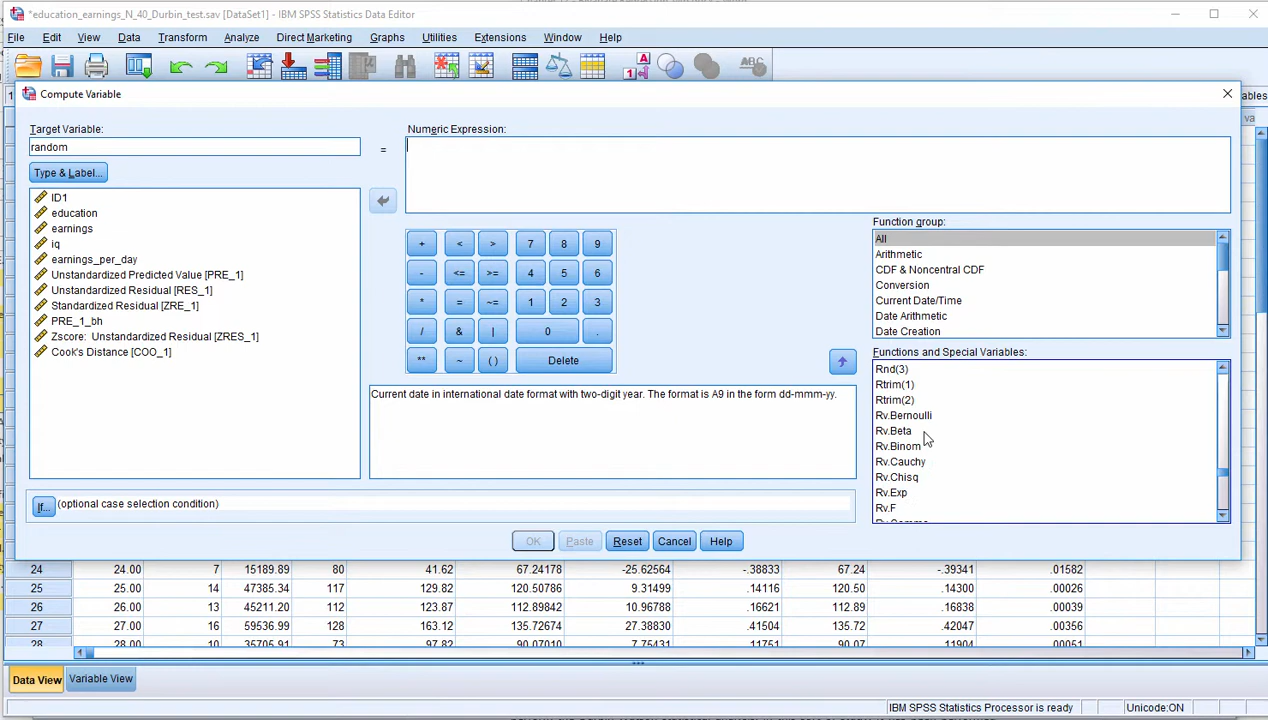 *education_earnings_N_40_Durbin_test.sav [DataSet1] - IBM SPSS Statistics Data Editor
File Edit View Data Transform Analyze Direct Marketing Graphs Utilities Extensions Window Help
Compute Variable
Target Variable:
random
=
Numeric Expression:
Type & Label...
ID1
education
earnings
iq
earnings_per_day
Unstandardized Predicted Value [PRE_1]
Unstandardized Residual [RES_1]
Standardized Residual [ZRE_1]
PRE_1_bh
Zscore: Unstandardized Residual [ZRES_1]
Cook's Distance [COO_1]
+ < > 7 8 9
- <= >= 4 5 6
* = ~= 1 2 3
/ & | 0 .
** ~ ( ) Delete
Function group:
All
Arithmetic
CDF & Noncentral CDF
Conversion
Current Date/Time
Date Arithmetic
Date Creation
Functions and Special Variables:
Rnd(3)
Rtrim(1)
Rtrim(2)
Rv.Bernoulli
Rv.Beta
Rv.Binom
Rv.Cauchy
Rv.Chisq
Rv.Exp
Rv.F
Current date in international date format with two-digit year. The format is A9 in the form dd-mmm-yy.
If... (optional case selection condition)
OK Paste Reset Cancel Help
24 24.00 7 15189.89 80 41.62 67.24178 -25.62564 -.38833 67.24 -.39341 .01582
25 25.00 14 47385.34 117 129.82 120.50786 9.31499 .14116 120.50 .14300 .00026
26 26.00 13 45211.20 112 123.87 112.89842 10.96788 .16621 112.89 .16838 .00039
27 27.00 16 59536.99 128 163.12 135.72674 27.38830 .41504 135.72 .42047 .00356
28 28.00 10 35705.91 73 97.82 90.07010 7.75431 .11751 90.07 .11904 .00051
Data View Variable View
IBM SPSS Statistics Processor is ready Unicode:ON